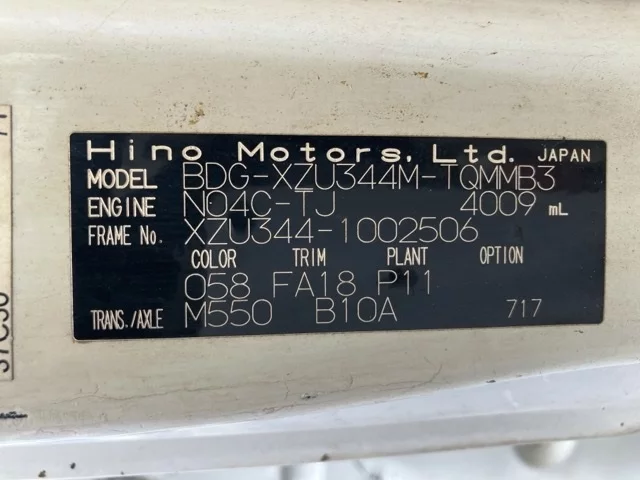 Hino Motors, Ltd. JAPAN
MODEL BDG-XZU344M-TQMMB3
ENGINE N04C-TJ 4009 mL
FRAME No. XZU344-1002506
COLOR TRIM PLANT OPTION
058 FA18 P11
TRANS./AXLE M550 B10A 717